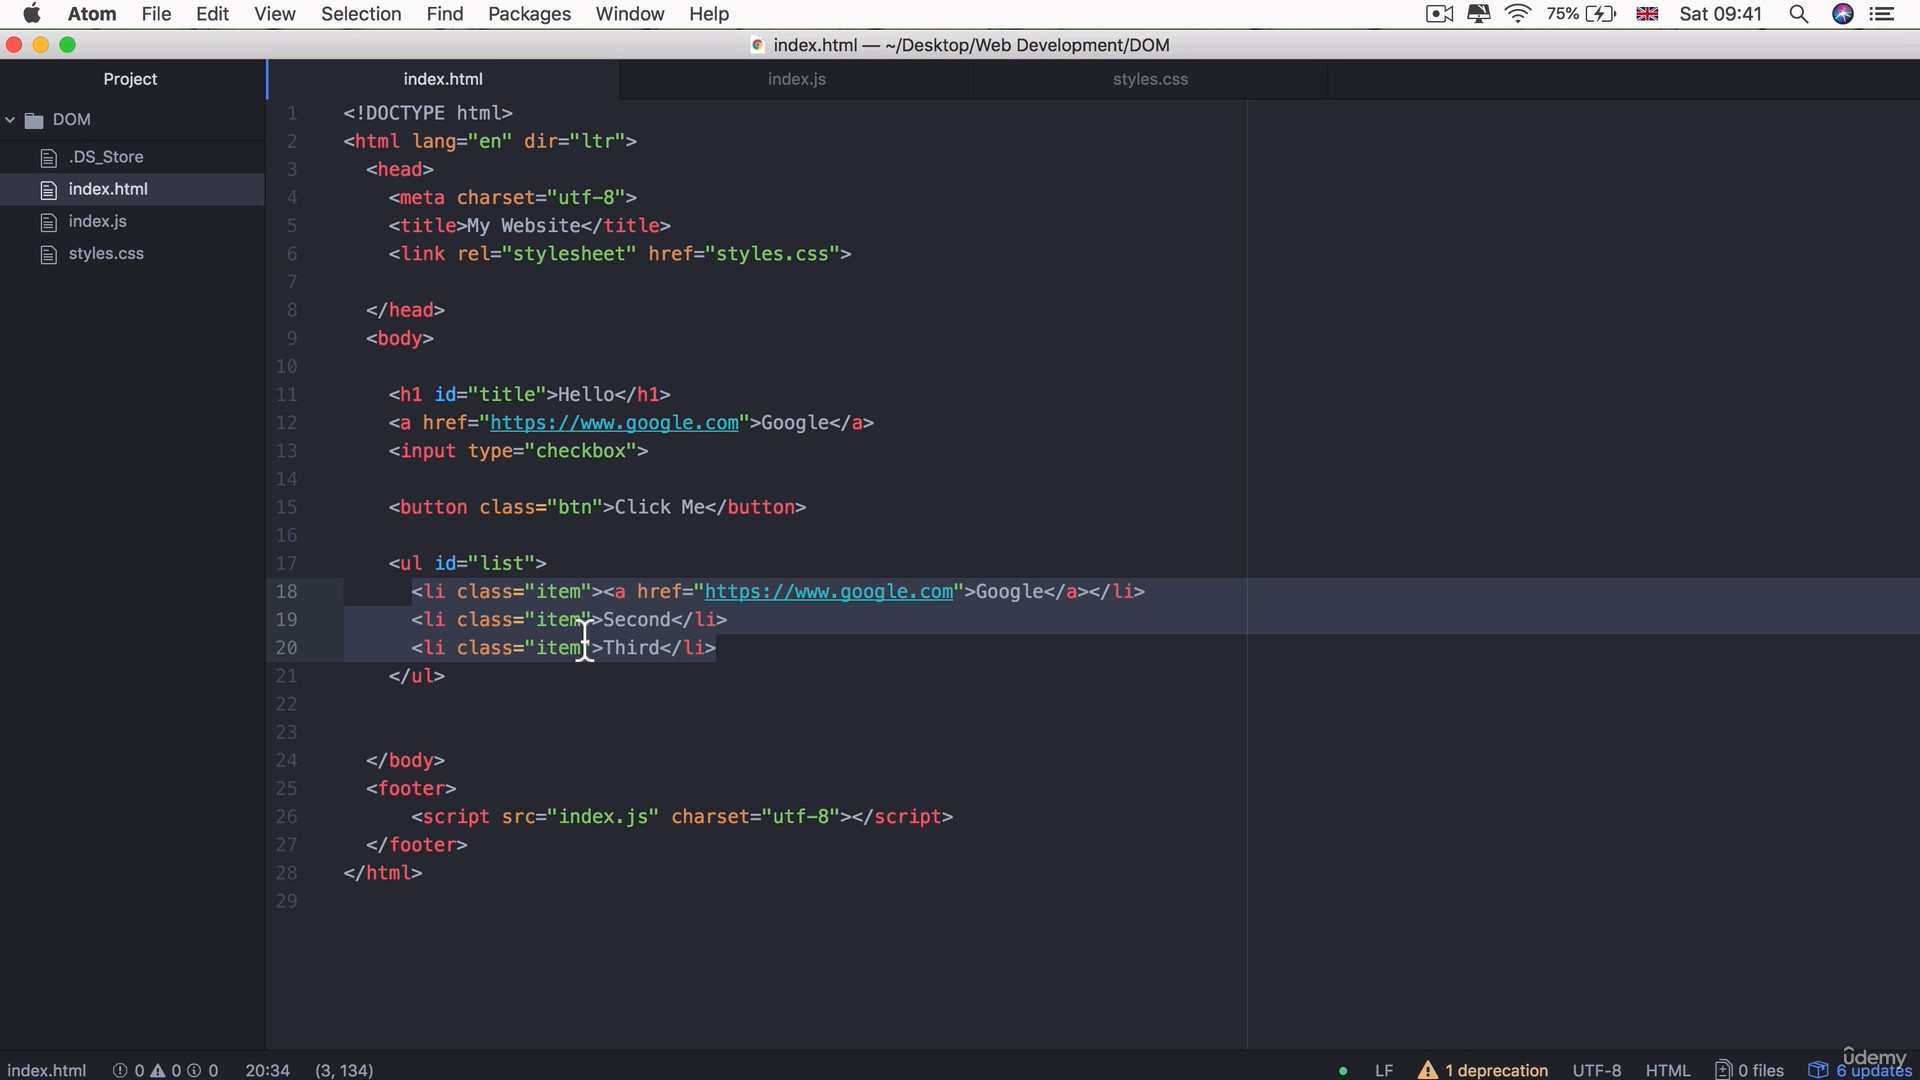 Atom File Edit View Selection Find Packages Window Help 75% Sat 09:41
index.html — ~/Desktop/Web Development/DOM
Project index.html index.js styles.css
DOM
.DS_Store
index.html
index.js
styles.css
1 <!DOCTYPE html>
2 <html lang="en" dir="ltr">
3 <head>
4 <meta charset="utf-8">
5 <title>My Website</title>
6 <link rel="stylesheet" href="styles.css">
7
8 </head>
9 <body>
10
11 <h1 id="title">Hello</h1>
12 <a href="https://www.google.com">Google</a>
13 <input type="checkbox">
14
15 <button class="btn">Click Me</button>
16
17 <ul id="list">
18 <li class="item"><a href="https://www.google.com">Google</a></li>
19 <li class="item">Second</li>
20 <li class="item">Third</li>
21 </ul>
22
23
24 </body>
25 <footer>
26 <script src="index.js" charset="utf-8"></script>
27 </footer>
28 </html>
29
index.html 0 0 0 20:34 (3, 134) LF 1 deprecation UTF-8 HTML 0 files 6 updates
ûdemy